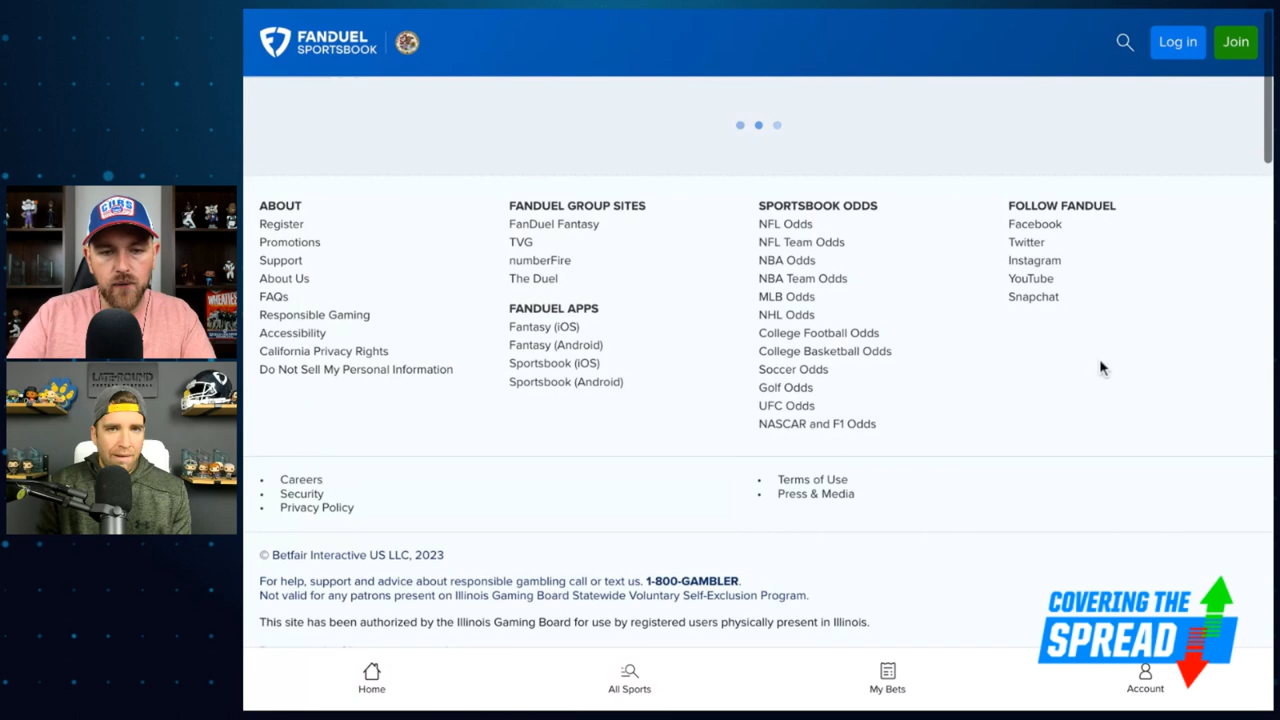 FANDUEL
SPORTSBOOK
Log in
Join
CUBS
WHEATIES
LATE-ROUND
ABOUT
Register
Promotions
Support
About Us
FAQs
Responsible Gaming
Accessibility
California Privacy Rights
Do Not Sell My Personal Information
FANDUEL GROUP SITES
FanDuel Fantasy
TVG
numberFire
The Duel
FANDUEL APPS
Fantasy (iOS)
Fantasy (Android)
Sportsbook (iOS)
Sportsbook (Android)
SPORTSBOOK ODDS
NFL Odds
NFL Team Odds
NBA Odds
NBA Team Odds
MLB Odds
NHL Odds
College Football Odds
College Basketball Odds
Soccer Odds
Golf Odds
UFC Odds
NASCAR and F1 Odds
FOLLOW FANDUEL
Facebook
Twitter
Instagram
YouTube
Snapchat
Careers
Security
Privacy Policy
Terms of Use
Press & Media
© Betfair Interactive US LLC, 2023
For help, support and advice about responsible gambling call or text us. 1-800-GAMBLER.
Not valid for any patrons present on Illinois Gaming Board Statewide Voluntary Self-Exclusion Program.
This site has been authorized by the Illinois Gaming Board for use by registered users physically present in Illinois.
COVERING THE
SPREAD
Home
All Sports
My Bets
Account